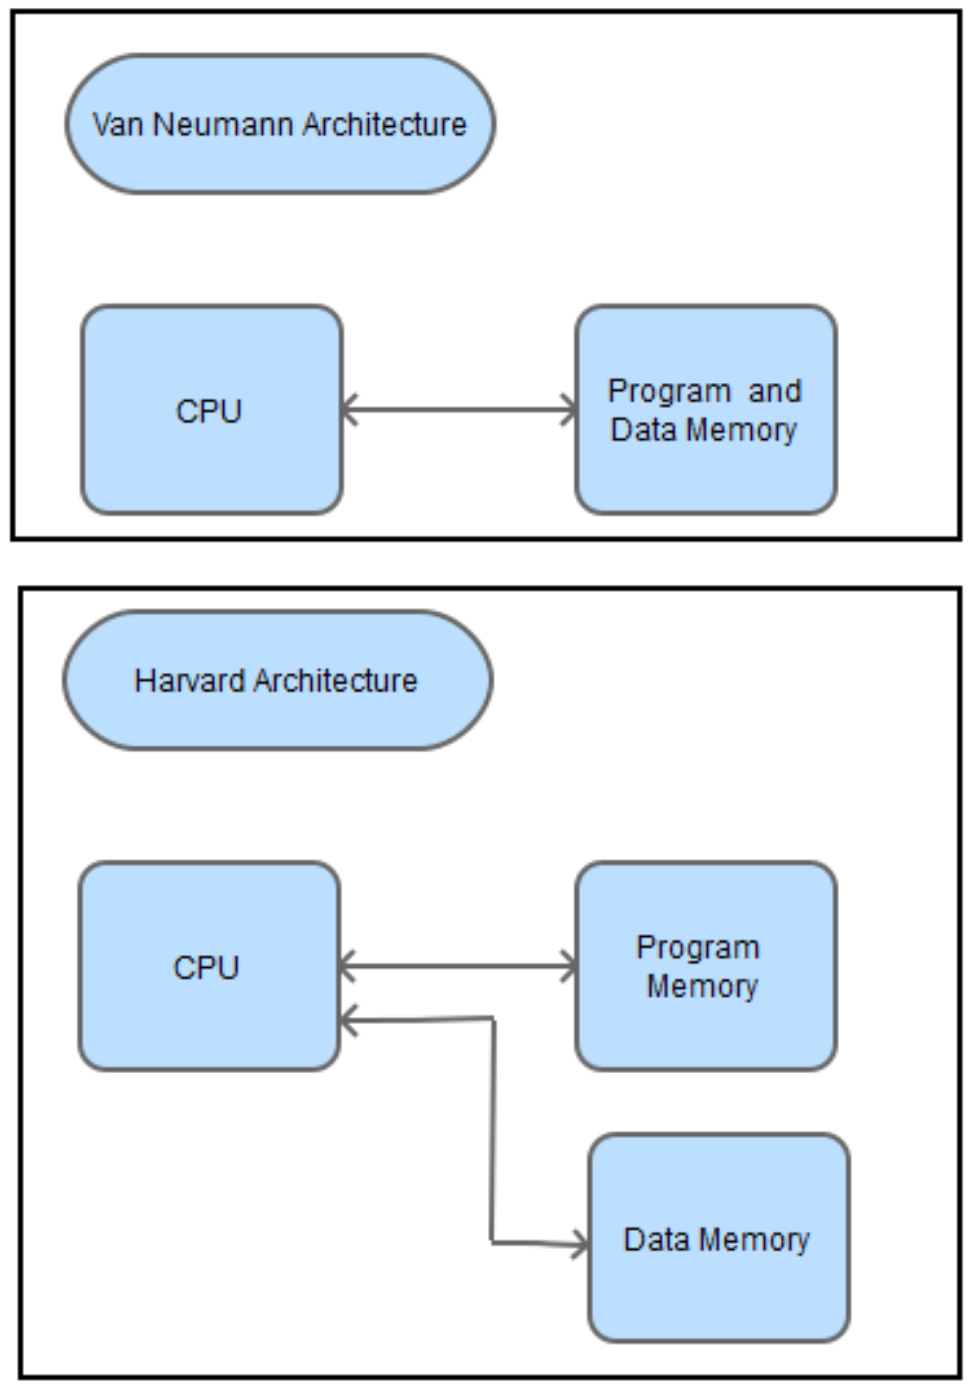 Van Neumann Architecture
CPU
Program and
Data Memory
Harvard Architecture
CPU
Program
Memory
Data Memory